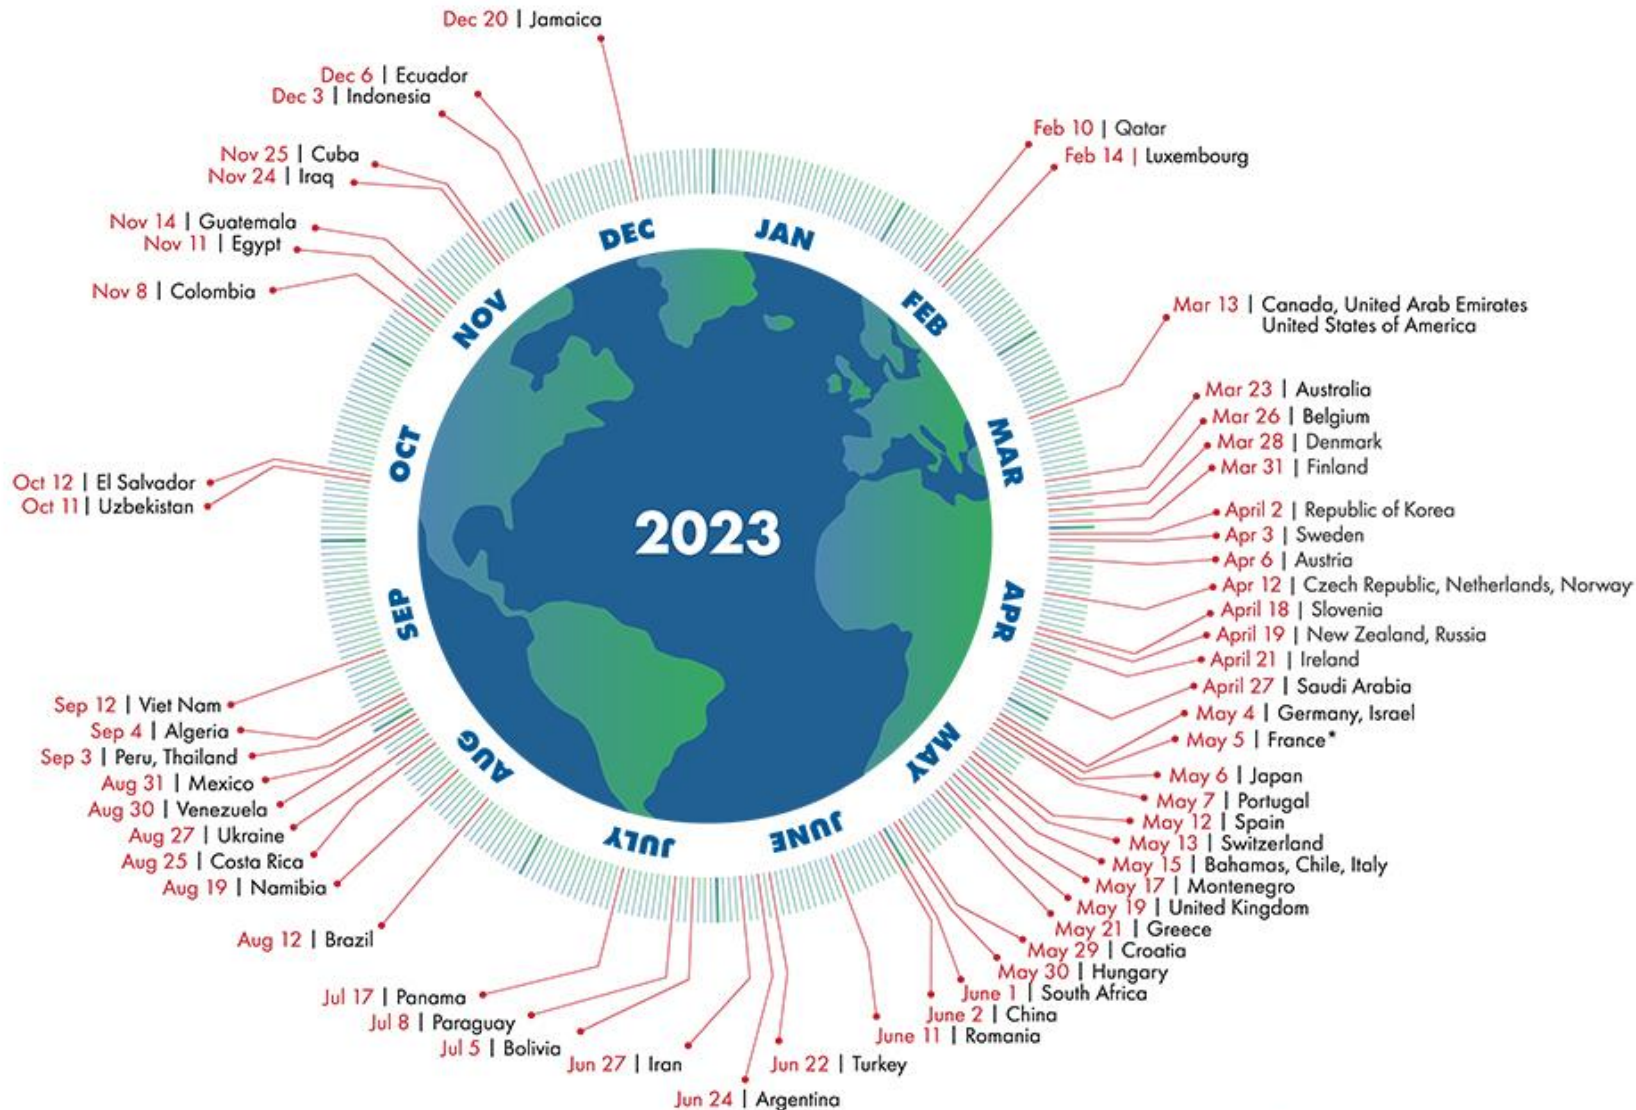 Dec 20 | Jamaica
Dec 6 | Ecuador
Dec 3 | Indonesia
Nov 25 | Cuba
Nov 24 | Iraq
Nov 14 | Guatemala
Nov 11 | Egypt
Nov 8 | Colombia
Oct 12 | El Salvador
Oct 11 | Uzbekistan
Sep 12 | Viet Nam
Sep 4 | Algeria
Sep 3 | Peru, Thailand
Aug 31 | Mexico
Aug 30 | Venezuela
Aug 27 | Ukraine
Aug 25 | Costa Rica
Aug 19 | Namibia
Aug 12 | Brazil
Jul 17 | Panama
Jul 8 | Paraguay
Jul 5 | Bolivia
Jun 27 | Iran
Jun 24 | Argentina
Jun 22 | Turkey
Feb 10 | Qatar
Feb 14 | Luxembourg
Mar 13 | Canada, United Arab Emirates
United States of America
Mar 23 | Australia
Mar 26 | Belgium
Mar 28 | Denmark
Mar 31 | Finland
April 2 | Republic of Korea
Apr 3 | Sweden
Apr 6 | Austria
Apr 12 | Czech Republic, Netherlands, Norway
April 18 | Slovenia
April 19 | New Zealand, Russia
April 21 | Ireland
April 27 | Saudi Arabia
May 4 | Germany, Israel
May 5 | France*
May 6 | Japan
May 7 | Portugal
May 12 | Spain
May 13 | Switzerland
May 15 | Bahamas, Chile, Italy
May 17 | Montenegro
May 19 | United Kingdom
May 21 | Greece
May 29 | Croatia
May 30 | Hungary
June 1 | South Africa
June 2 | China
June 11 | Romania
JAN
FEB
MAR
APR
MAY
JUNE
JULY
AUG
SEP
OCT
NOV
DEC
2023